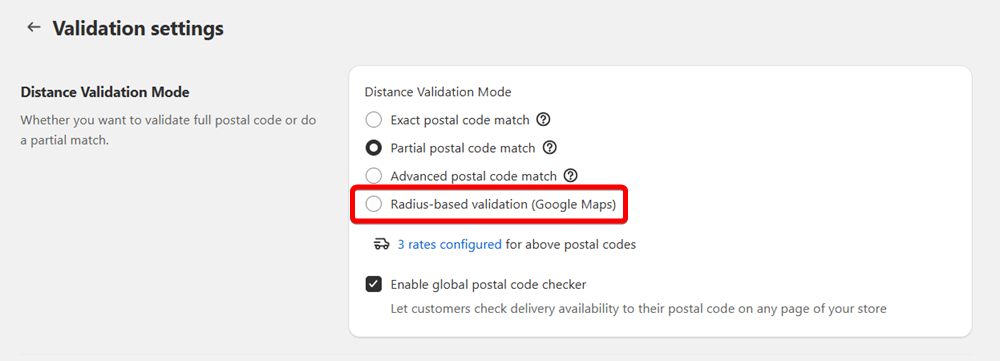 Validation settings
Distance Validation Mode
Whether you want to validate full postal code or do
a partial match.
Distance Validation Mode
Exact postal code match
Partial postal code match
Advanced postal code match
Radius-based validation (Google Maps)
3 rates configured for above postal codes
Enable global postal code checker
Let customers check delivery availability to their postal code on any page of your store